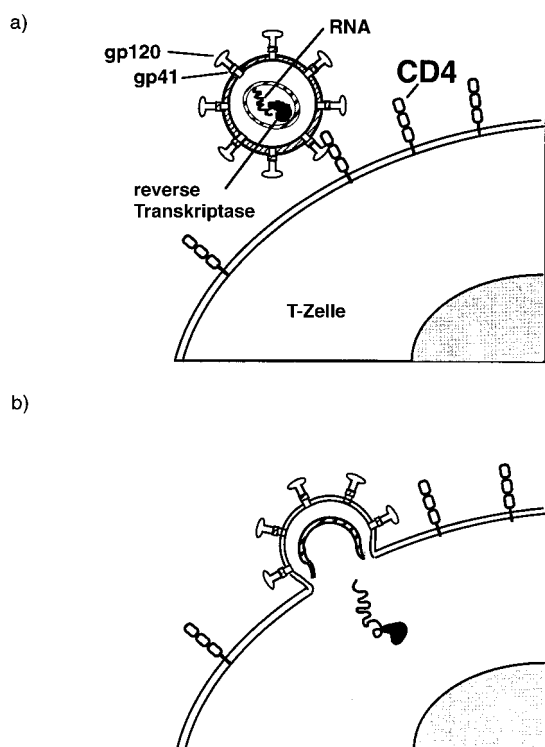 a)
RNA
gp120
gp41
CD4
reverse
Transkriptase
T-Zelle
b)